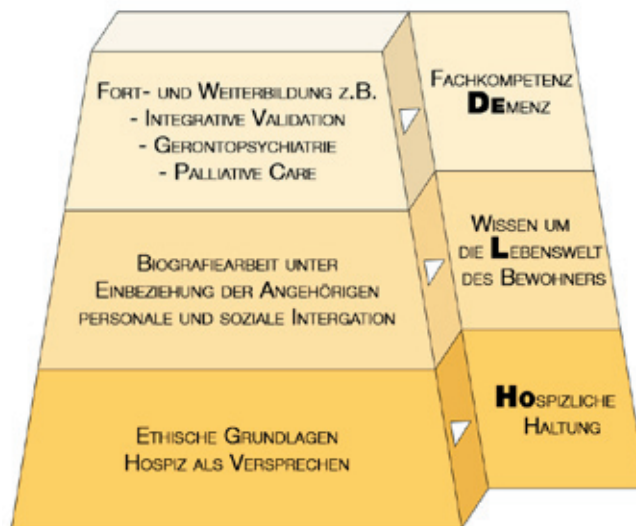 FORT- UND WEITERBILDUNG Z.B.
- INTEGRATIVE VALIDATION
- GERONTOPSYCHIATRIE
- PALLIATIVE CARE
FACHKOMPETENZ
DEMENZ
BIOGRAFIEARBEIT UNTER
EINBEZIEHUNG DER ANGEHÖRIGEN
PERSONALE UND SOZIALE INTERGATION
WISSEN UM
DIE LEBENSWELT
DES BEWOHNERS
ETHISCHE GRUNDLAGEN
HOSPIZ ALS VERSPRECHEN
HOSPIZLICHE
HALTUNG